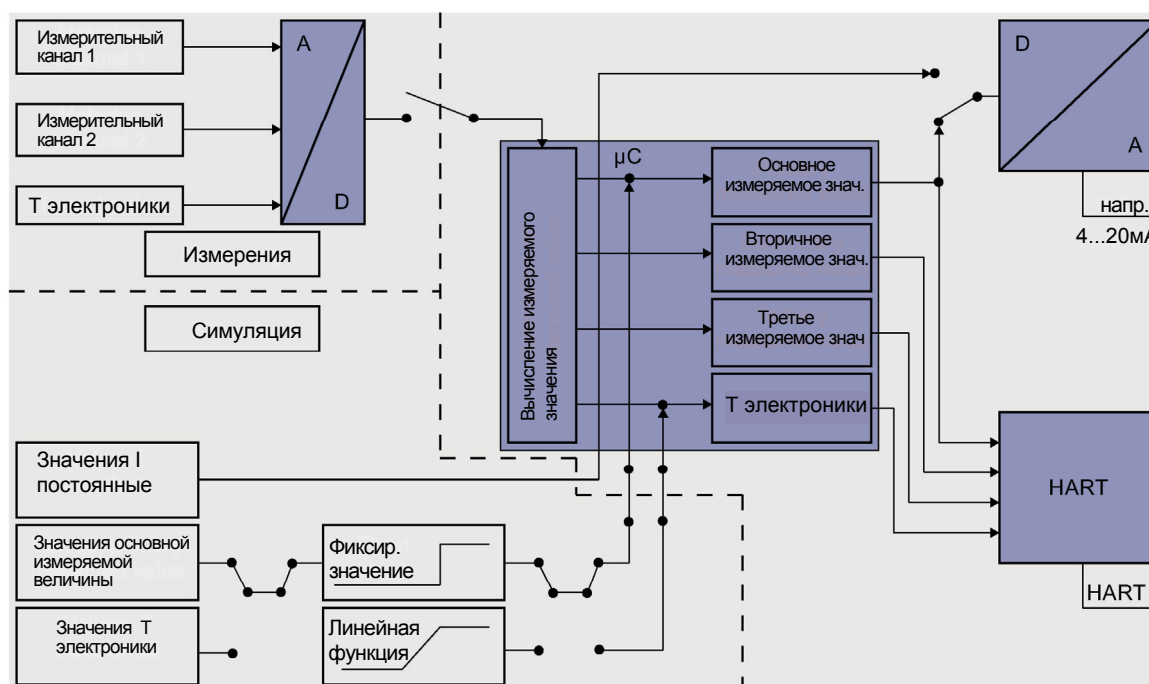 Измерительный
канал 1
A
D
Измерительный
канал 2
D
A
T электроники
Измерения
Симуляция
µC
Вычисление измеряемого
значения
Основное
измеряемое знач.
Вторичное
измеряемое знач.
Третье
измеряемое знач
T электроники
напр.
4...20мА
Значения I
постоянные
HART
Значения основной
измеряемой
величины
Фиксир.
значение
HART
Значения T
электроники
Линейная
функция